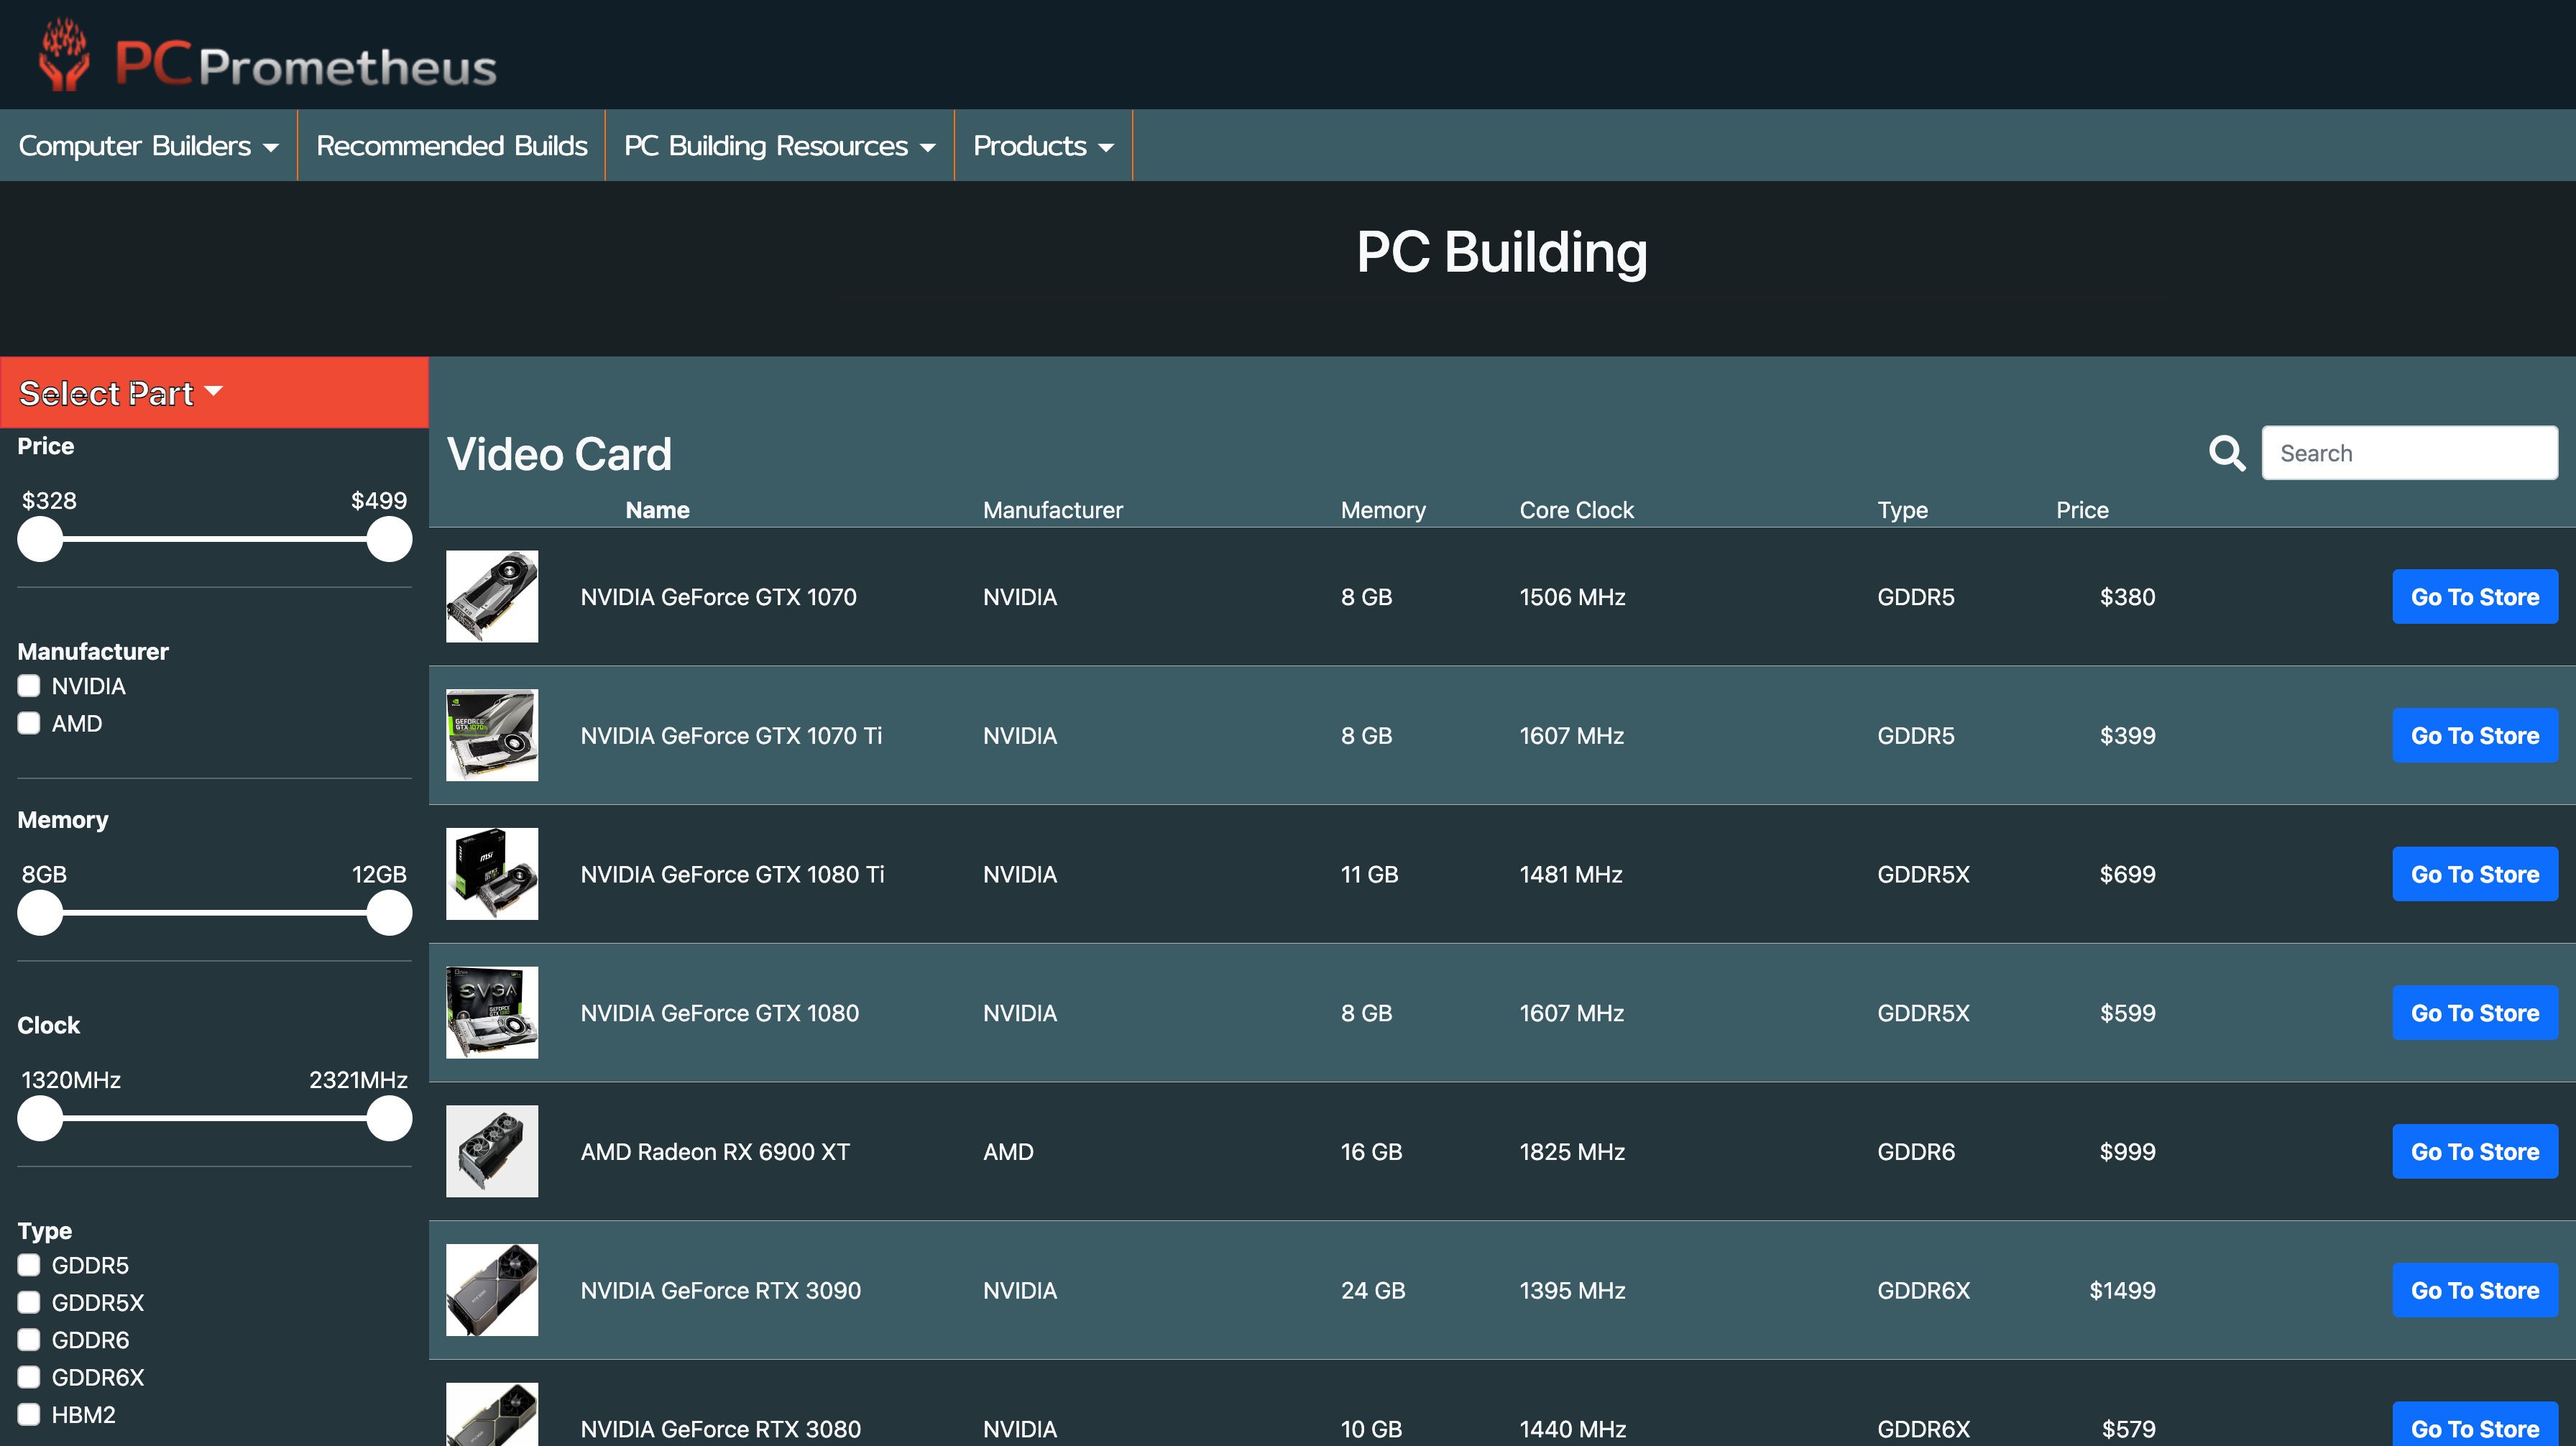 PC Prometheus
Computer Builders
Recommended Builds
PC Building Resources
Products
PC Building
Select Part
Price
$328 $499
Manufacturer
NVIDIA
AMD
Memory
8GB 12GB
Clock
1320MHz 2321MHz
Type
GDDR5
GDDR5X
GDDR6
GDDR6X
HBM2
Video Card
Search
Name Manufacturer Memory Core Clock Type Price
NVIDIA GeForce GTX 1070 NVIDIA 8 GB 1506 MHz GDDR5 $380 Go To Store
NVIDIA GeForce GTX 1070 Ti NVIDIA 8 GB 1607 MHz GDDR5 $399 Go To Store
NVIDIA GeForce GTX 1080 Ti NVIDIA 11 GB 1481 MHz GDDR5X $699 Go To Store
EVGA
NVIDIA GeForce GTX 1080 NVIDIA 8 GB 1607 MHz GDDR5X $599 Go To Store
AMD Radeon RX 6900 XT AMD 16 GB 1825 MHz GDDR6 $999 Go To Store
NVIDIA GeForce RTX 3090 NVIDIA 24 GB 1395 MHz GDDR6X $1499 Go To Store
NVIDIA GeForce RTX 3080 NVIDIA 10 GB 1440 MHz GDDR6X $579 Go To Store